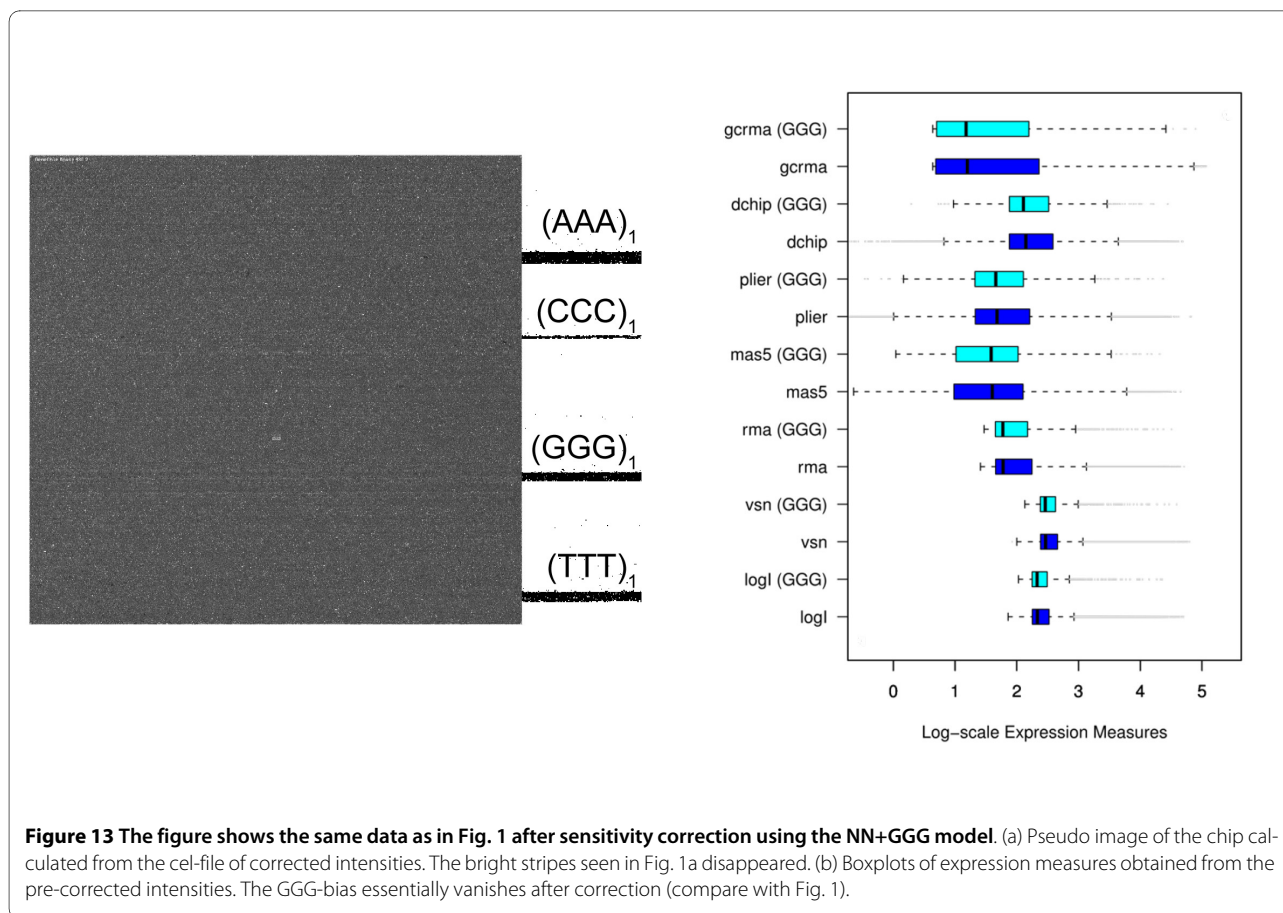 (AAA)1
(CCC)1
(GGG)1
(TTT)1
gcrma (GGG)
gcrma
dchip (GGG)
dchip
plier (GGG)
plier
mas5 (GGG)
mas5
rma (GGG)
rma
vsn (GGG)
vsn
logI (GGG)
logI
0 1 2 3 4 5
Log−scale Expression Measures
Figure 13 The figure shows the same data as in Fig. 1 after sensitivity correction using the NN+GGG model. (a) Pseudo image of the chip cal-
culated from the cel-file of corrected intensities. The bright stripes seen in Fig. 1a disappeared. (b) Boxplots of expression measures obtained from the
pre-corrected intensities. The GGG-bias essentially vanishes after correction (compare with Fig. 1).